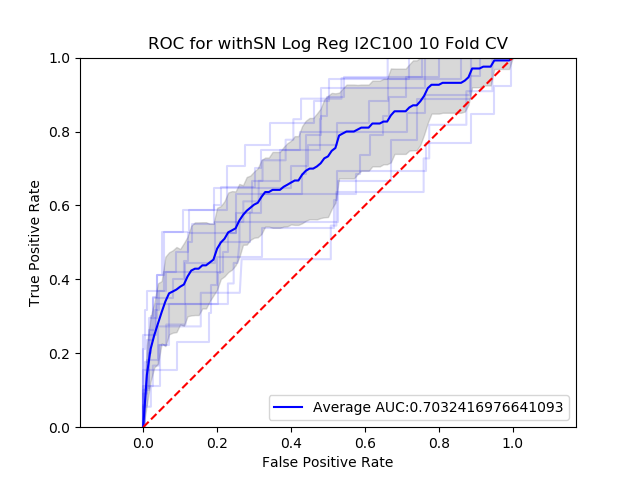 ROC for withSN Log Reg l2C100 10 Fold CV
1.0
0.8
0.6
0.4
0.2
0.0
True Positive Rate
Average AUC:0.7032416976641093
0.0 0.2 0.4 0.6 0.8 1.0
False Positive Rate